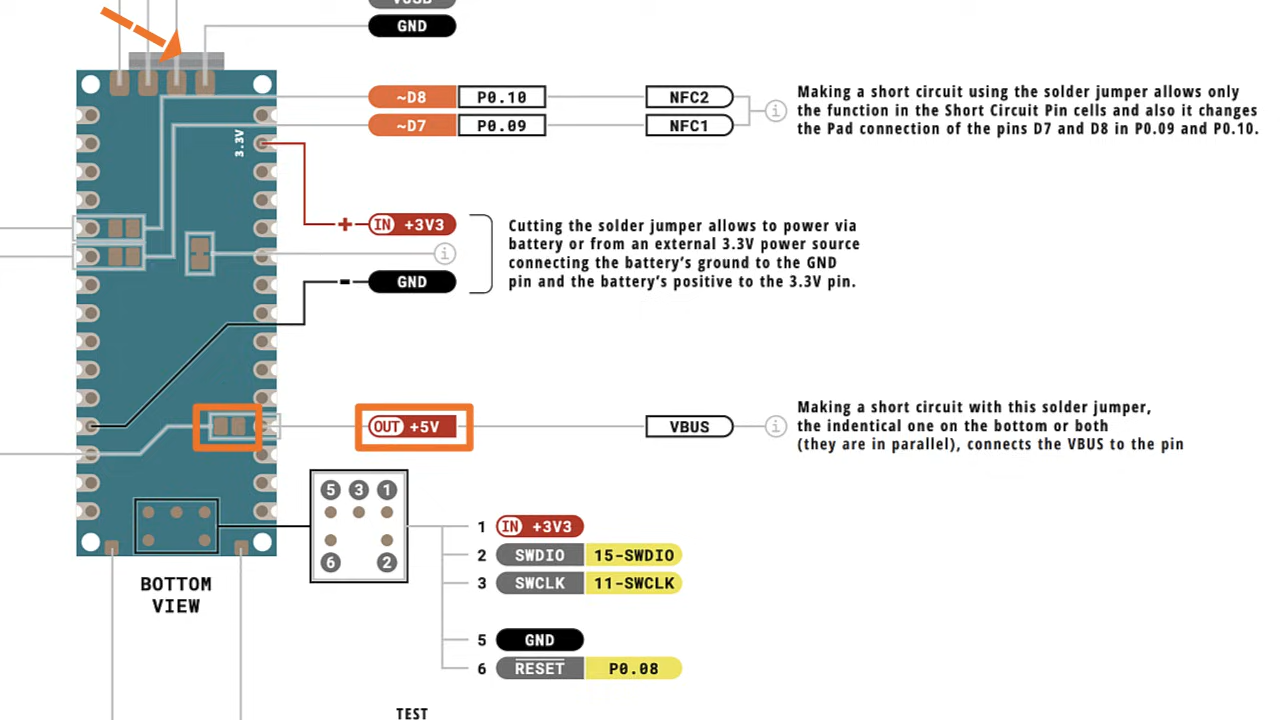 VUSB
GND
~D8 P0.10 NFC2
~D7 P0.09 NFC1
Making a short circuit using the solder jumper allows only
the function in the Short Circuit Pin cells and also it changes
the Pad connection of the pins D7 and D8 in P0.09 and P0.10.
3.3V
+ IN +3V3
i
- GND
Cutting the solder jumper allows to power via
battery or from an external 3.3V power source
connecting the battery's ground to the GND
pin and the battery's positive to the 3.3V pin.
OUT +5V VBUS i
Making a short circuit with this solder jumper,
the indentical one on the bottom or both
(they are in parallel), connects the VBUS to the pin
5 3 1
6 2
1 IN +3V3
2 SWDIO 15-SWDIO
3 SWCLK 11-SWCLK
5 GND
6 RESET P0.08
BOTTOM
VIEW
TEST